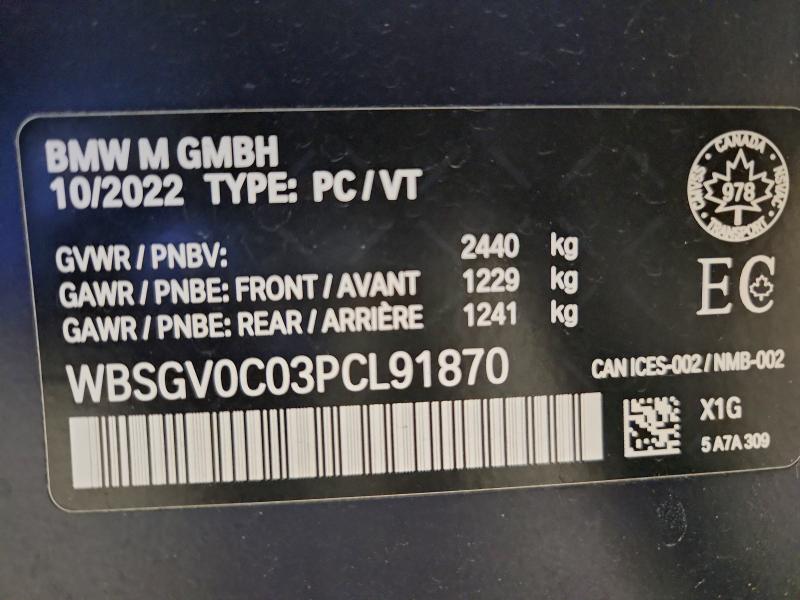 BMW M GMBH
10/2022 TYPE: PC / VT
GVWR / PNBV: 2440 kg
GAWR / PNBE: FRONT / AVANT 1229 kg
GAWR / PNBE: REAR / ARRIÈRE 1241 kg
WBSGV0C03PCL91870
CANADA
CMVSS
978
NSVAC
TRANSPORT
EC
CAN ICES-002 / NMB-002
X1G
5 A7A 309